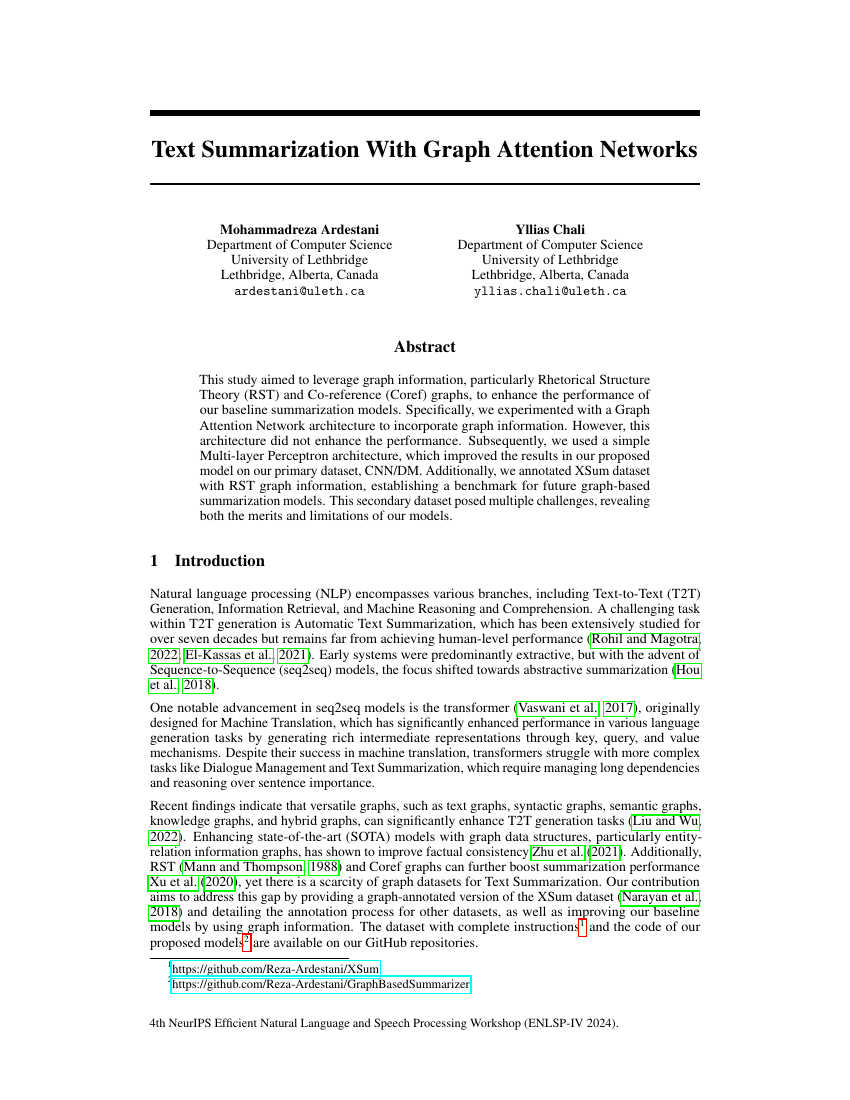 Text Summarization With Graph Attention Networks
Mohammadreza Ardestani
Department of Computer Science
University of Lethbridge
Lethbridge, Alberta, Canada
ardestani@uleth.ca
Yllias Chali
Department of Computer Science
University of Lethbridge
Lethbridge, Alberta, Canada
yllias.chali@uleth.ca
Abstract
This study aimed to leverage graph information, particularly Rhetorical Structure
Theory (RST) and Co-reference (Coref) graphs, to enhance the performance of
our baseline summarization models. Specifically, we experimented with a Graph
Attention Network architecture to incorporate graph information. However, this
architecture did not enhance the performance. Subsequently, we used a simple
Multi-layer Perceptron architecture, which improved the results in our proposed
model on our primary dataset, CNN/DM. Additionally, we annotated XSum dataset
with RST graph information, establishing a benchmark for future graph-based
summarization models. This secondary dataset posed multiple challenges, revealing
both the merits and limitations of our models.
1 Introduction
Natural language processing (NLP) encompasses various branches, including Text-to-Text (T2T)
Generation, Information Retrieval, and Machine Reasoning and Comprehension. A challenging task
within T2T generation is Automatic Text Summarization, which has been extensively studied for
over seven decades but remains far from achieving human-level performance (Rohil and Magotra,
2022; El-Kassas et al., 2021). Early systems were predominantly extractive, but with the advent of
Sequence-to-Sequence (seq2seq) models, the focus shifted towards abstractive summarization (Hou
et al., 2018).
One notable advancement in seq2seq models is the transformer (Vaswani et al., 2017), originally
designed for Machine Translation, which has significantly enhanced performance in various language
generation tasks by generating rich intermediate representations through key, query, and value
mechanisms. Despite their success in machine translation, transformers struggle with more complex
tasks like Dialogue Management and Text Summarization, which require managing long dependencies
and reasoning over sentence importance.
Recent findings indicate that versatile graphs, such as text graphs, syntactic graphs, semantic graphs,
knowledge graphs, and hybrid graphs, can significantly enhance T2T generation tasks (Liu and Wu,
2022). Enhancing state-of-the-art (SOTA) models with graph data structures, particularly entity-
relation information graphs, has shown to improve factual consistency Zhu et al. (2021). Additionally,
RST (Mann and Thompson, 1988) and Coref graphs can further boost summarization performance
Xu et al. (2020), yet there is a scarcity of graph datasets for Text Summarization. Our contribution
aims to address this gap by providing a graph-annotated version of the XSum dataset (Narayan et al.,
2018) and detailing the annotation process for other datasets, as well as improving our baseline
models by using graph information. The dataset with complete instructions1 and the code of our
proposed models2 are available on our GitHub repositories.
1https://github.com/Reza-Ardestani/XSum
2https://github.com/Reza-Ardestani/GraphBasedSummarizer
4th NeurIPS Efficient Natural Language and Speech Processing Workshop (ENLSP-IV 2024).